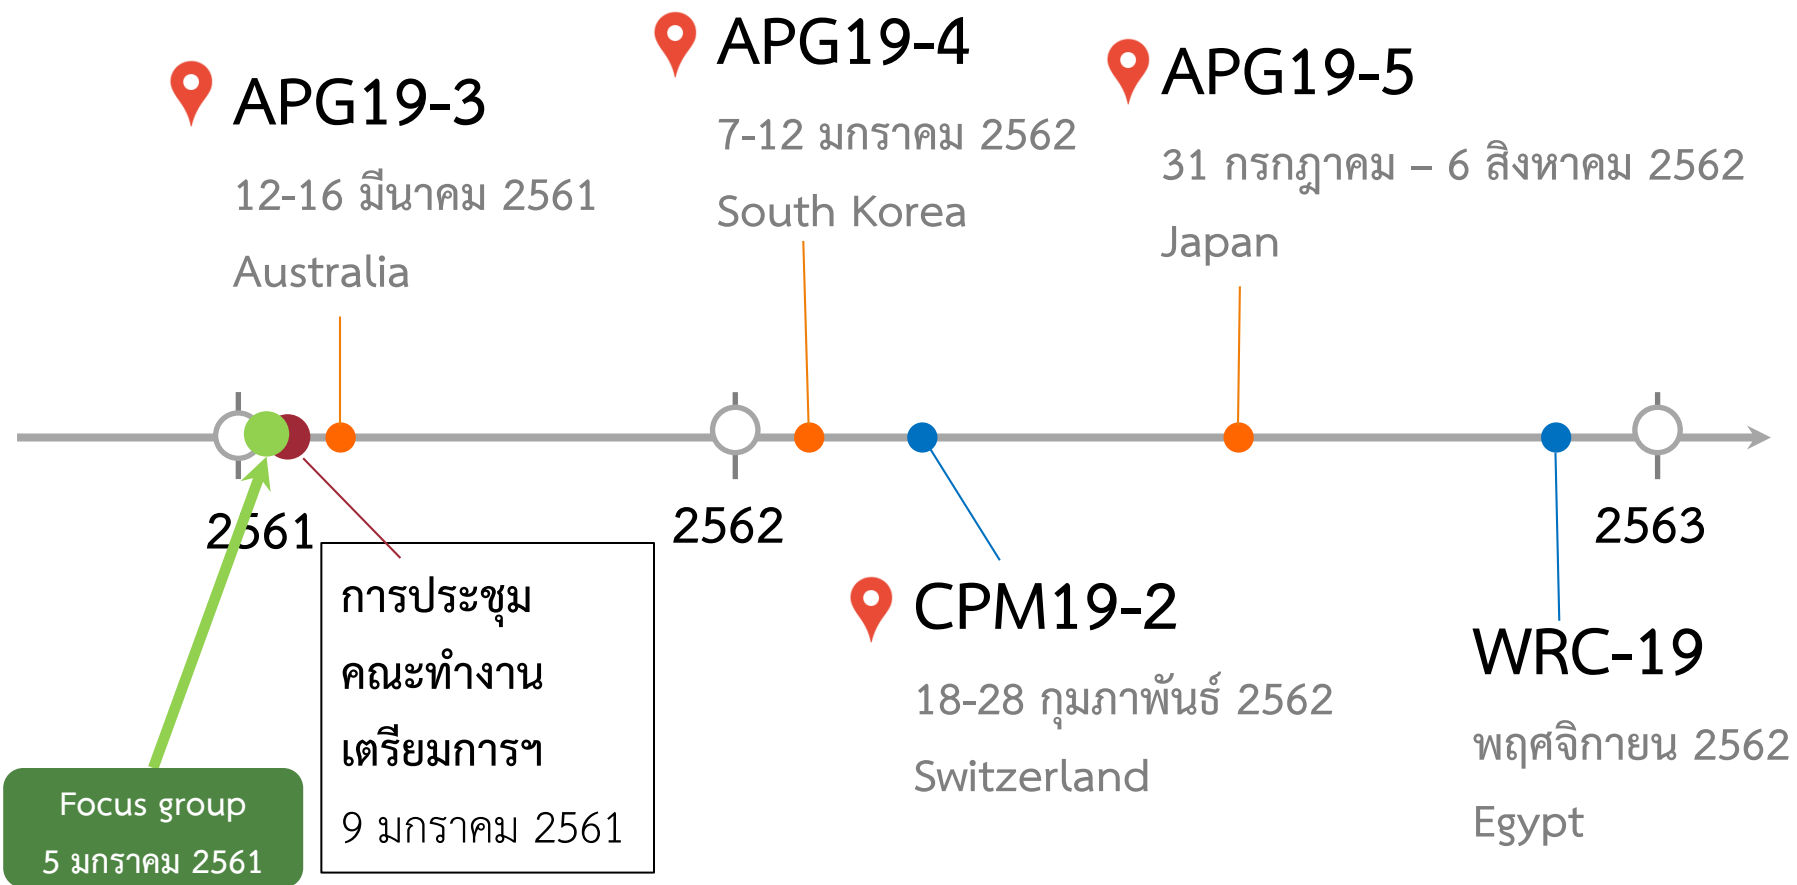 APG19-3
12-16 มีนาคม 2561
Australia
APG19-4
7-12 มกราคม 2562
South Korea
APG19-5
31 กรกฎาคม – 6 สิงหาคม 2562
Japan
2561
2562
2563
การประชุม
คณะทำงาน
เตรียมการฯ
9 มกราคม 2561
Focus group
5 มกราคม 2561
CPM19-2
18-28 กุมภาพันธ์ 2562
Switzerland
WRC-19
พฤศจิกายน 2562
Egypt